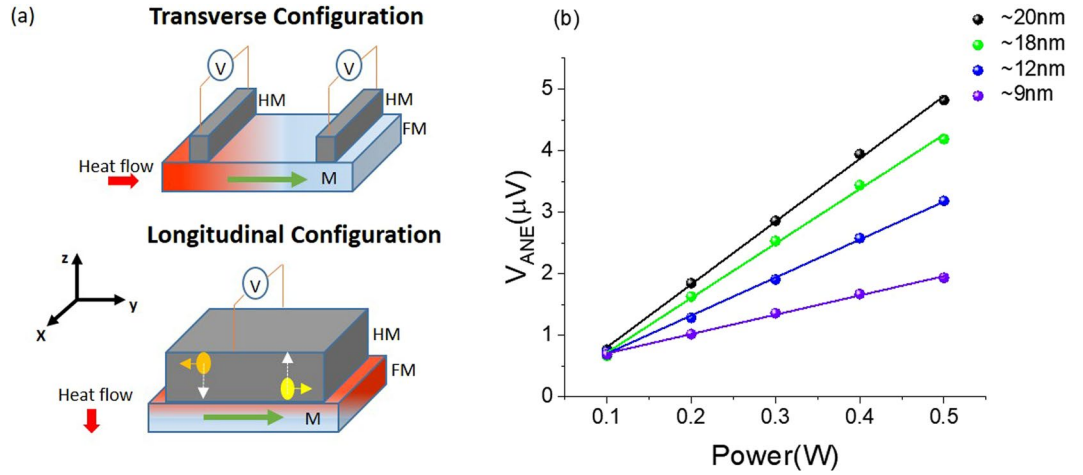 (a)
Transverse Configuration
V
V
HM
HM
FM
Heat flow
M
Longitudinal Configuration
z
y
X
V
HM
FM
Heat flow
M
(b)
~20nm
~18nm
~12nm
~9nm
V_ANE(μV)
5
4
3
2
1
0
0.1 0.2 0.3 0.4 0.5
Power(W)